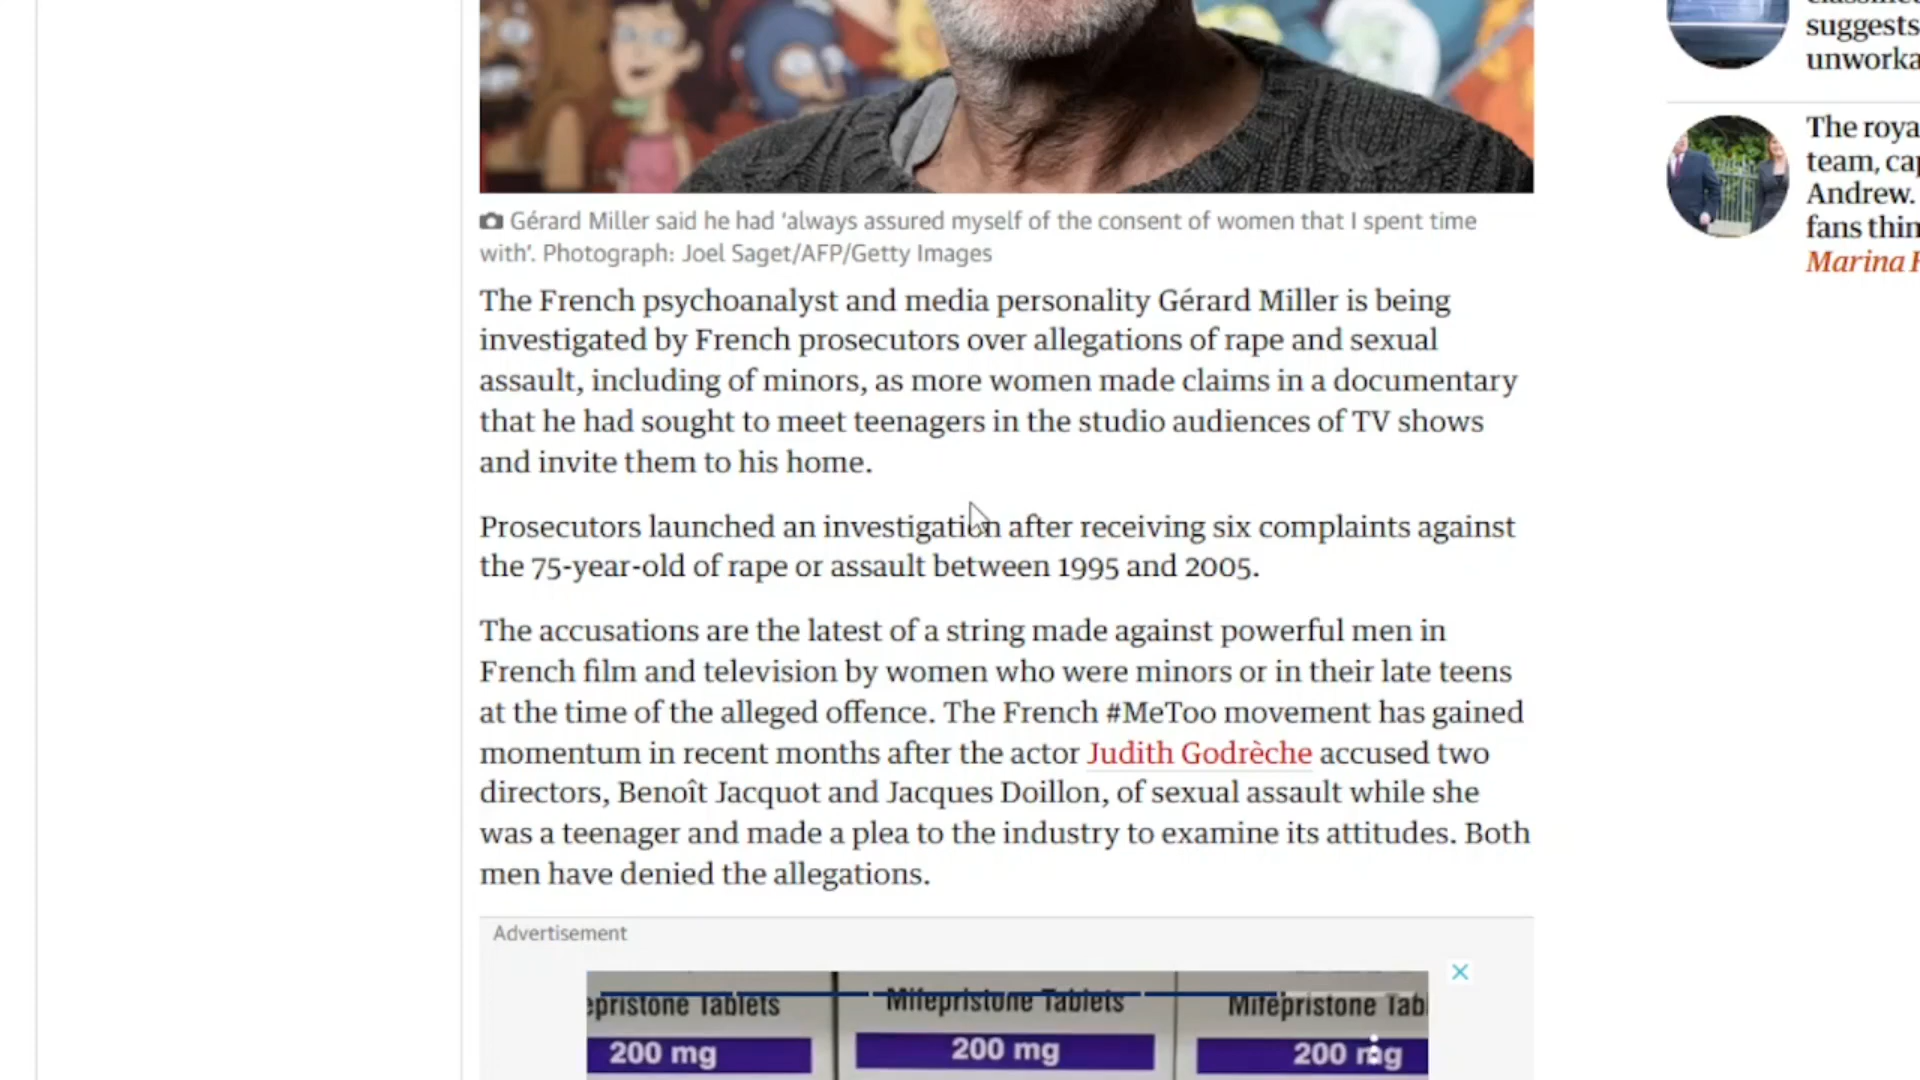 Gérard Miller said he had 'always assured myself of the consent of women that I spent time
with'. Photograph: Joel Saget/AFP/Getty Images
The French psychoanalyst and media personality Gérard Miller is being
investigated by French prosecutors over allegations of rape and sexual
assault, including of minors, as more women made claims in a documentary
that he had sought to meet teenagers in the studio audiences of TV shows
and invite them to his home.
Prosecutors launched an investigation after receiving six complaints against
the 75-year-old of rape or assault between 1995 and 2005.
The accusations are the latest of a string made against powerful men in
French film and television by women who were minors or in their late teens
at the time of the alleged offence. The French #MeToo movement has gained
momentum in recent months after the actor Judith Godrèche accused two
directors, Benoît Jacquot and Jacques Doillon, of sexual assault while she
was a teenager and made a plea to the industry to examine its attitudes. Both
men have denied the allegations.
Advertisement
epristone Tablets
200 mg
Mifepristone Tablets
200 mg
Mifepristone Tab
200 mg
suggests
unworka
The roya
team, ca
Andrew.
fans thin
Marina